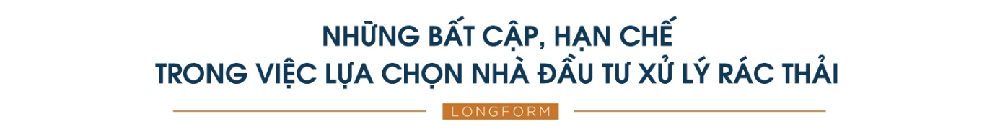 NHỮNG BẤT CẬP, HẠN CHẾ
TRONG VIỆC LỰA CHỌN NHÀ ĐẦU TƯ XỬ LÝ RÁC THẢI
LONGFORM